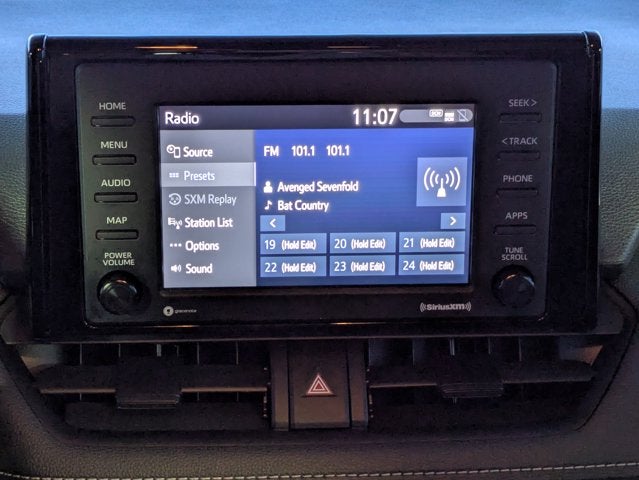 HOME
MENU
AUDIO
MAP
POWER
VOLUME
Radio
11:07
Source
Presets
SXM Replay
Station List
Options
Sound
FM 101.1 101.1
Avenged Sevenfold
Bat Country
< >
19 (Hold Edit) 20 (Hold Edit) 21 (Hold Edit)
22 (Hold Edit) 23 (Hold Edit) 24 (Hold Edit)
SEEK >
< TRACK
PHONE
APPS
TUNE
SCROLL
gracenote
SiriusXM